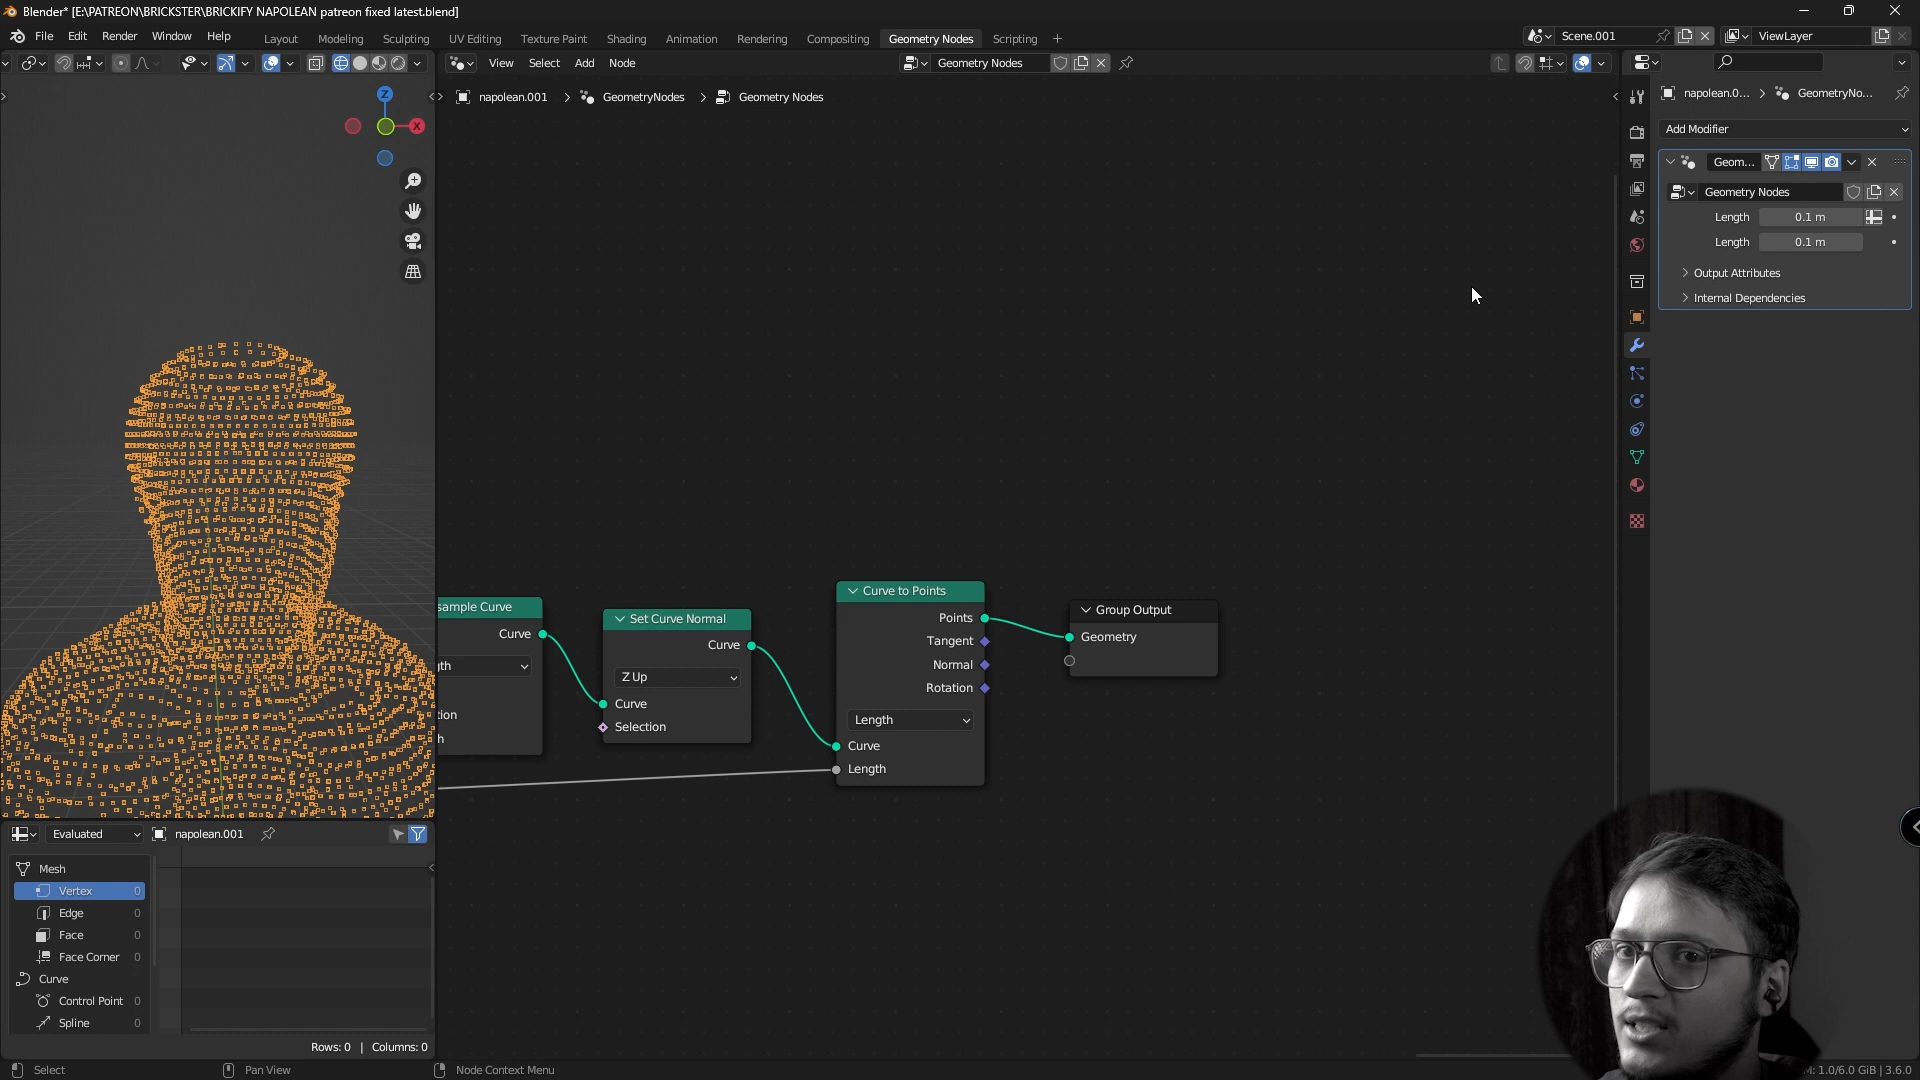 Blender* [E:\PATREON\BRICKSTER\BRICKIFY NAPOLEAN patreon fixed latest.blend]
File Edit Render Window Help
Layout Modeling Sculpting UV Editing Texture Paint Shading Animation Rendering Compositing Geometry Nodes Scripting +
Scene.001
ViewLayer
View Select Add Node
Geometry Nodes
napolean.001 > GeometryNodes > Geometry Nodes
Z
X
napolean.0... > GeometryNo...
Add Modifier
Geom...
Geometry Nodes
Length 0.1 m
Length 0.1 m
Output Attributes
Internal Dependencies
sample Curve
Curve
gth
tion
h
Set Curve Normal
Curve
Z Up
Curve
Selection
Curve to Points
Points
Tangent
Normal
Rotation
Length
Curve
Length
Group Output
Geometry
Evaluated
napolean.001
Mesh
Vertex 0
Edge 0
Face 0
Face Corner 0
Curve
Control Point 0
Spline 0
Rows: 0 | Columns: 0
Select
Pan View
Node Context Menu
1.0/6.0 GiB | 3.6.0